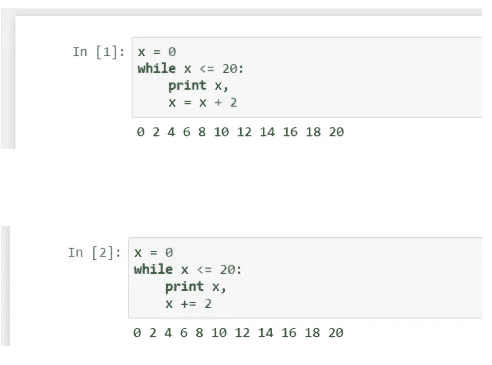 In [1]: x = 0
while x <= 20:
    print x,
    x = x + 2
0 2 4 6 8 10 12 14 16 18 20
In [2]: x = 0
while x <= 20:
    print x,
    x += 2
0 2 4 6 8 10 12 14 16 18 20